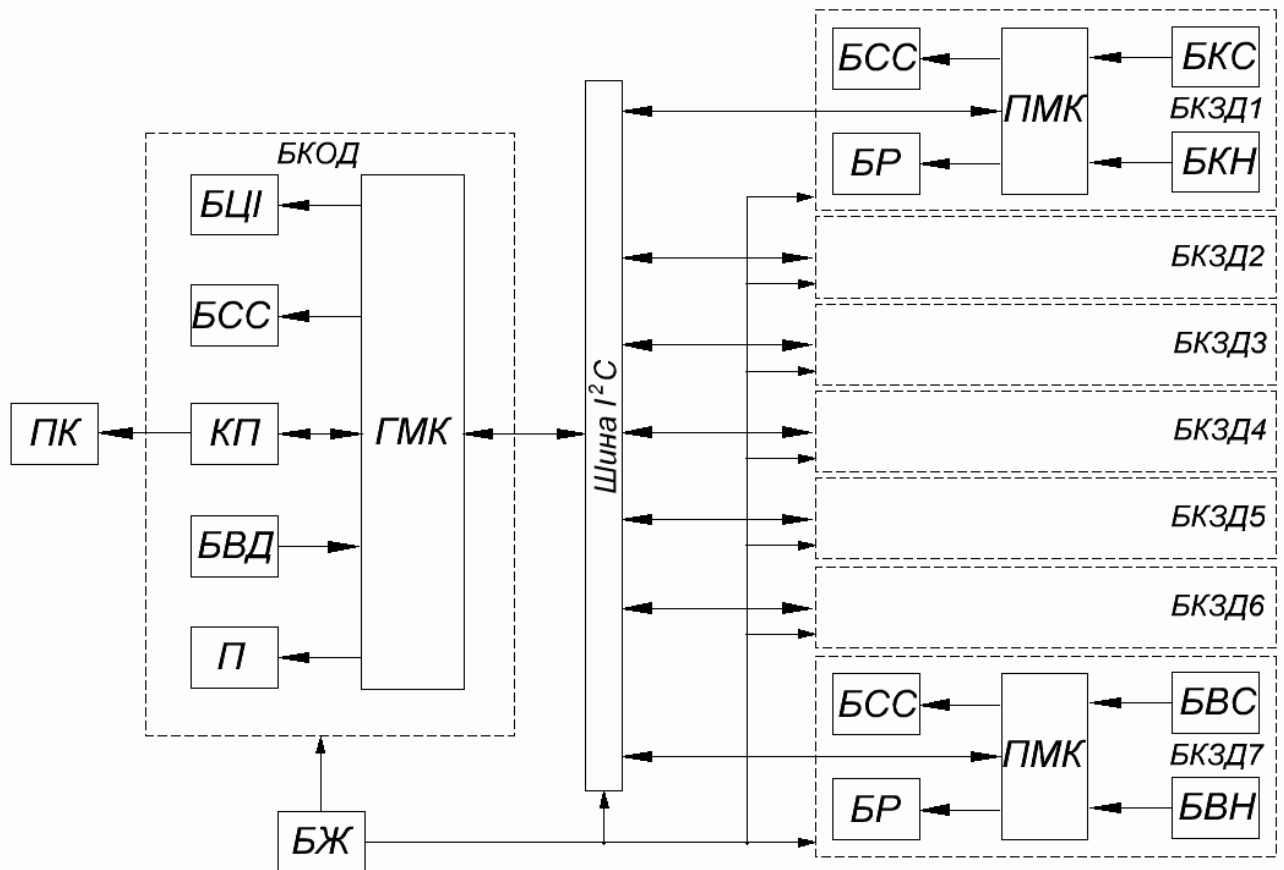 БСС
ПМК
БКС
БКЗД1
БР
БКН
БКОД
БЦІ
БСС
ПК
КП
ГМК
БВД
П
БЖ
Шина I²C
БКЗД2
БКЗД3
БКЗД4
БКЗД5
БКЗД6
БСС
ПМК
БВС
БКЗД7
БР
БВН